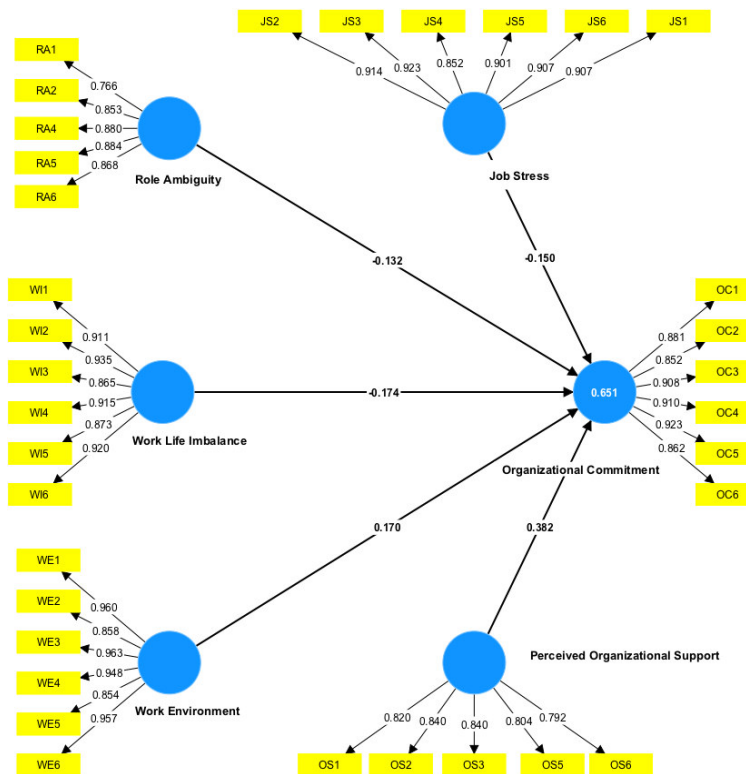 JS2 JS3 JS4 JS5 JS6 JS1
0.914 0.923 0.852 0.901 0.907 0.907
Job Stress
RA1
RA2
RA4
RA5
RA6
0.766
0.853
0.880
0.884
0.868
Role Ambiguity
-0.132
-0.150
WI1
WI2
WI3
WI4
WI5
WI6
0.911
0.935
0.865
0.915
0.873
0.920
Work Life Imbalance
-0.174
0.651
Organizational Commitment
OC1
OC2
OC3
OC4
OC5
OC6
0.881
0.852
0.908
0.910
0.923
0.862
0.170
0.382
WE1
WE2
WE3
WE4
WE5
WE6
0.960
0.858
0.963
0.948
0.854
0.957
Work Environment
Perceived Organizational Support
0.820 0.840 0.840 0.804 0.792
OS1 OS2 OS3 OS5 OS6